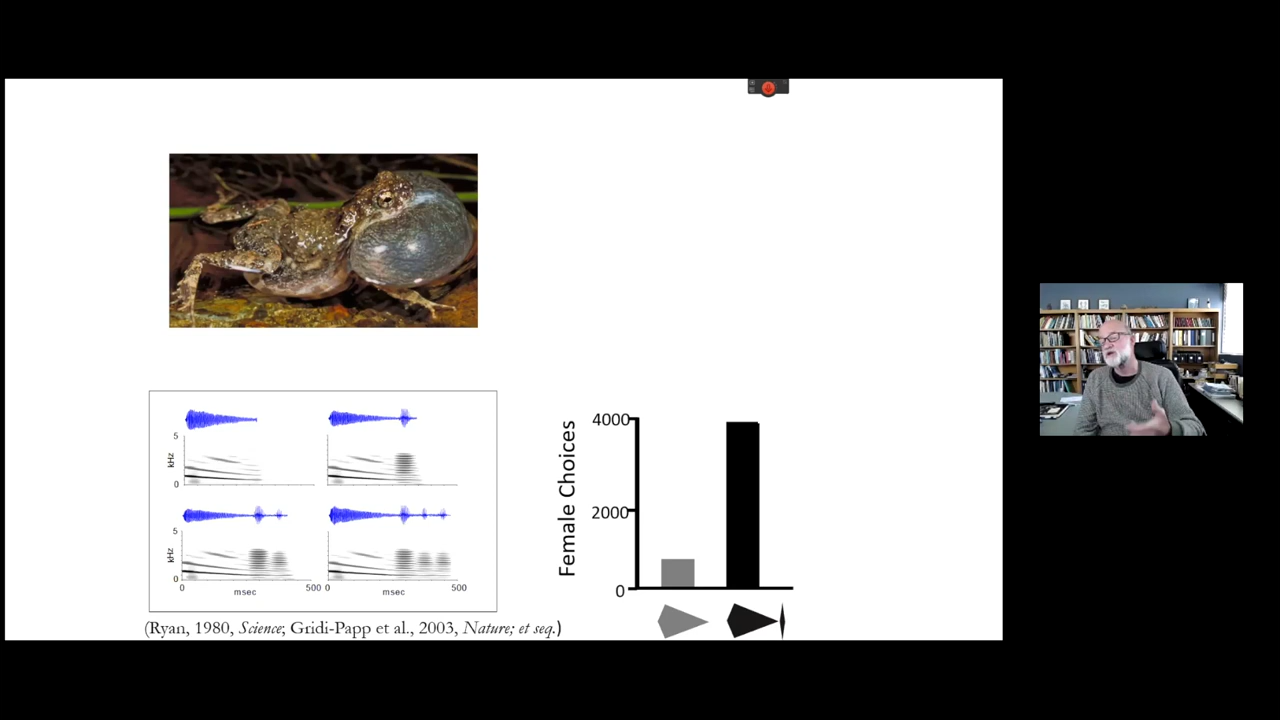 5
kHz
0
5
kHz
0
0
msec
500
0
msec
500
(Ryan, 1980, Science; Gridi-Papp et al., 2003, Nature; et seq.)
Female Choices
4000
2000
0